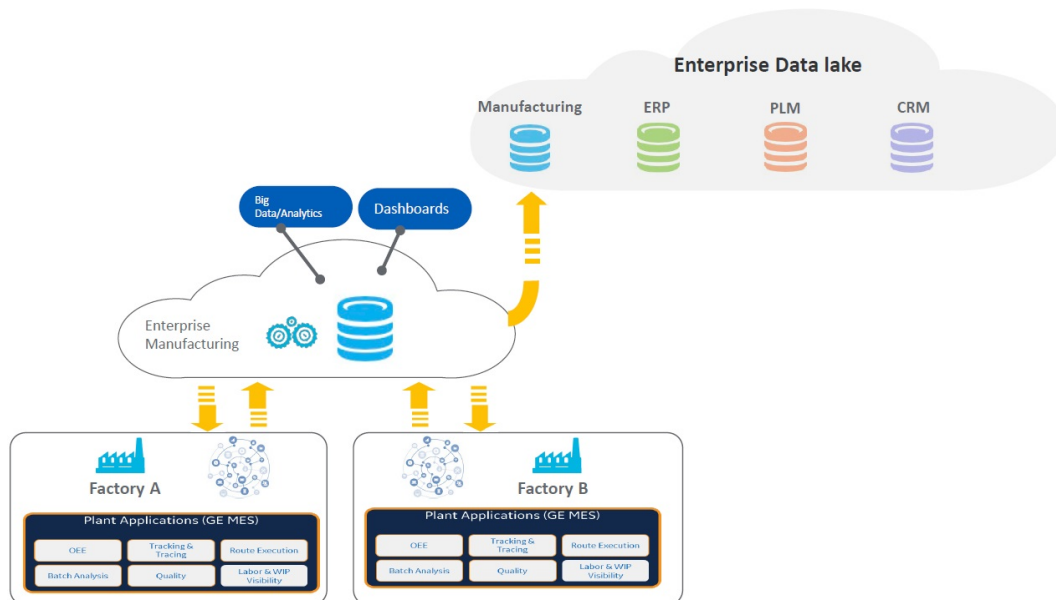 Enterprise Data lake
Manufacturing
ERP
PLM
CRM
Big
Data/Analytics
Dashboards
Enterprise
Manufacturing
Factory A
Plant Applications (GE MES)
OEE
Tracking &
Tracing
Route Execution
Batch Analysis
Quality
Labor & WIP
Visibility
Factory B
Plant Applications (GE MES)
OEE
Tracking &
Tracing
Route Execution
Batch Analysis
Quality
Labor & WIP
Visibility